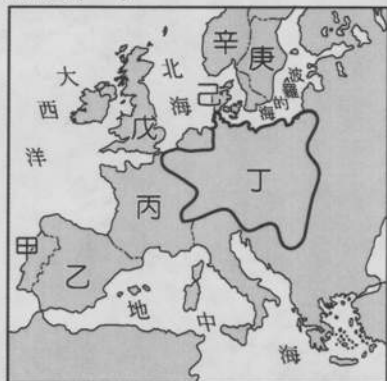 大西洋
北海
波羅的海
地中海
甲
乙
丙
丁
戊
己
庚
辛